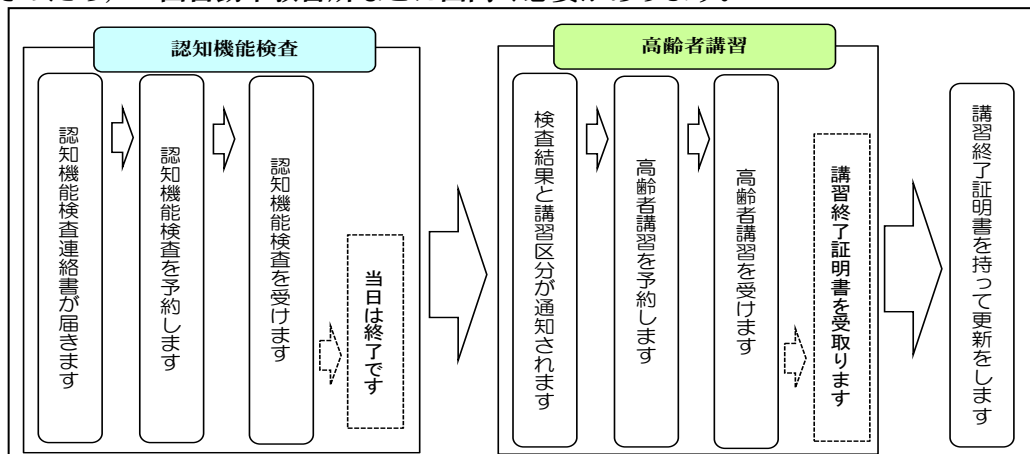 認知機能検査
認知機能検査連絡書が届きます
認知機能検査を予約します
認知機能検査を受けます
当日は終了です
高齢者講習
検査結果と講習区分が通知されます
高齢者講習を予約します
高齢者講習を受けます
講習終了証明書を受取ります
講習終了証明書を持って更新をします